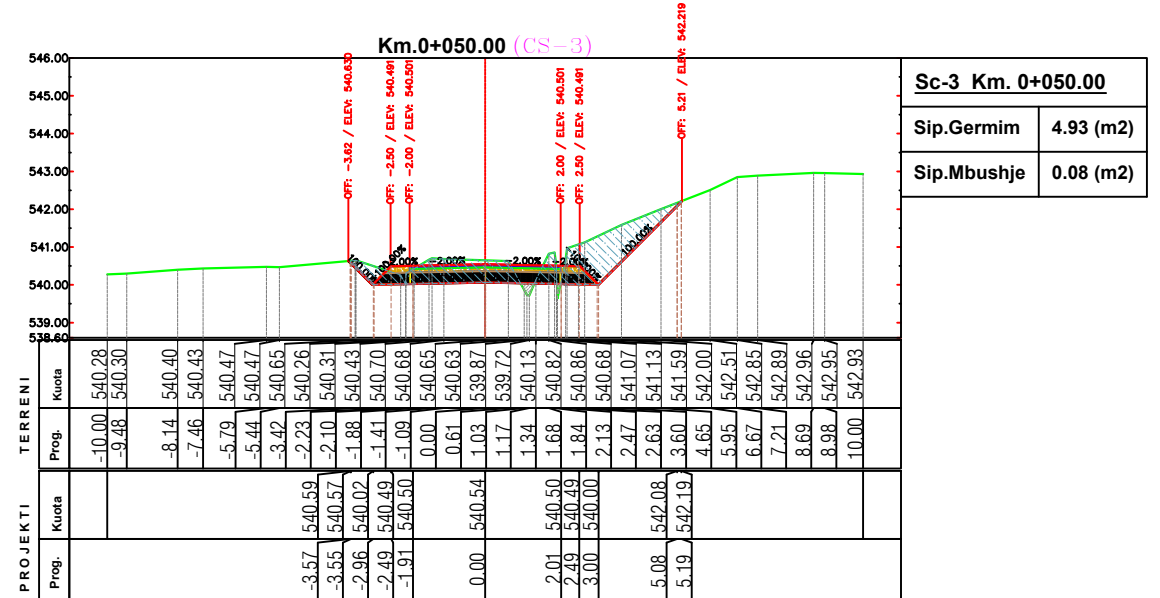 Km.0+050.00 (CS-3)
546.00
545.00
544.00
543.00
542.00
541.00
540.00
539.00
538.60
OFF: -3.62 / ELEV: 540.630
OFF: -2.50 / ELEV: 540.491
OFF: -2.00 / ELEV: 540.501
OFF: 2.00 / ELEV: 540.501
OFF: 2.50 / ELEV: 540.491
OFF: 5.21 / ELEV: 542.219
100.00% 100.00% -2.00% -2.00% -2.00% -2.00% 100.00% 100.00%
Sc-3 Km. 0+050.00
Sip.Germim 4.93 (m2)
Sip.Mbushje 0.08 (m2)
TERRENI
Kuota 540.28 540.30 540.40 540.43 540.47 540.47 540.65 540.26 540.31 540.43 540.70 540.68 540.65 540.63 539.87 539.72 540.13 540.82 540.86 540.68 541.07 541.13 541.59 542.00 542.51 542.85 542.89 542.96 542.95 542.93
Prog. -10.00 -9.48 -8.14 -7.46 -5.79 -5.44 -3.42 -2.23 -2.10 -1.88 -1.41 -1.09 0.00 0.61 1.03 1.17 1.34 1.68 1.84 2.13 2.47 2.63 3.60 4.65 5.95 6.67 7.21 8.69 8.98 10.00
PROJEKTI
Kuota 540.59 540.57 540.02 540.49 540.50 540.54 540.50 540.49 540.00 542.08 542.19
Prog. -3.57 -3.55 -2.96 -2.49 -1.91 0.00 2.01 2.49 3.00 5.08 5.19